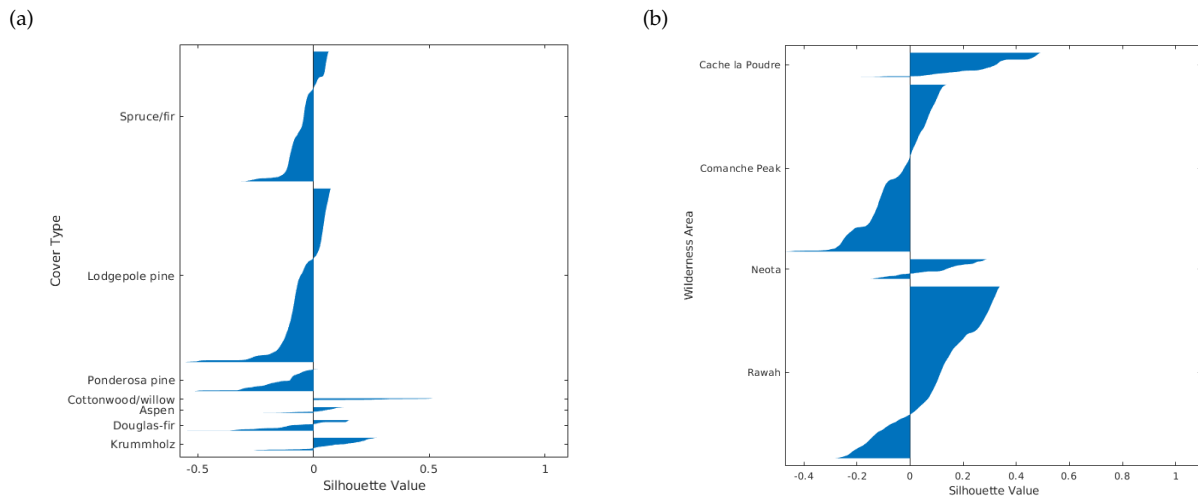 (a)
Spruce/fir
Lodgepole pine
Ponderosa pine
Cottonwood/willow
Aspen
Douglas-fir
Krummholz
Cover Type
-0.5 0 0.5 1
Silhouette Value
(b)
Cache la Poudre
Comanche Peak
Neota
Rawah
Wilderness Area
-0.4 -0.2 0 0.2 0.4 0.6 0.8 1
Silhouette Value